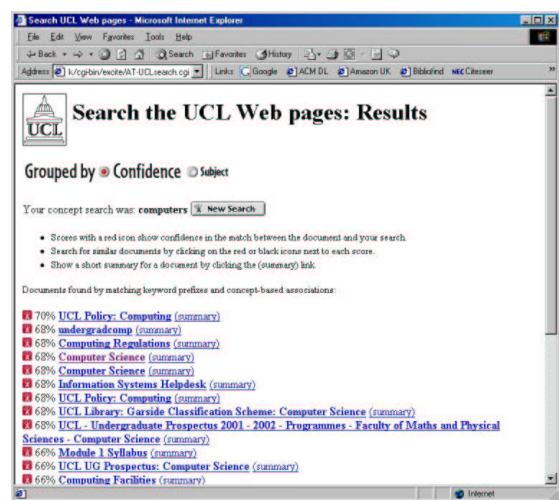 Search UCL Web pages - Microsoft Internet Explorer
File Edit View Favorites Tools Help
Back Search Favorites History
Address k/cgi-bin/excite/AT-UCLsearch.cgi Links Google ACM DL Amazon UK Bibliofind NEC Citeseer »
UCL
Search the UCL Web pages: Results
Grouped by Confidence Subject
Your concept search was: computers New Search
• Scores with a red icon show confidence in the match between the document and your search.
• Search for similar documents by clicking on the red or black icons next to each score.
• Show a short summary for a document by clicking the (summary) link.
Documents found by matching keyword prefixes and concept-based associations:
70% UCL Policy: Computing (summary)
68% undergradcomp (summary)
68% Computing Regulations (summary)
68% Computer Science (summary)
68% Computer Science (summary)
68% Information Systems Helpdesk (summary)
68% UCL Policy: Computing (summary)
68% UCL Library: Garside Classification Scheme: Computer Science (summary)
68% UCL - Undergraduate Prospectus 2001 - 2002 - Programmes - Faculty of Maths and Physical
Sciences - Computer Science (summary)
66% Module 1 Syllabus (summary)
66% UCL UG Prospectus: Computer Science (summary)
66% Computing Facilities (summary)
Internet